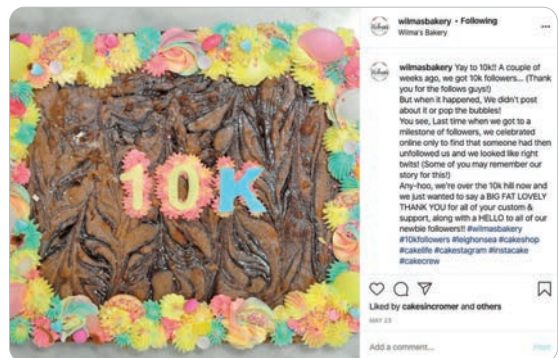 10K
wilmasbakery • Following
Wilma's Bakery
wilmasbakery Yay to 10k!! A couple of
weeks ago, we got 10k followers... (Thank
you for the follows guys!)
But when it happened, We didn't post
about it or pop the bubbles!
You see, Last time when we got to a
milestone of followers, we celebrated
online only to find that someone had then
unfollowed us and we looked like right
twits! (Some of you may remember our
story for this!)
Any-hoo, we're over the 10k hill now and
we just wanted to say a BIG FAT LOVELY
THANK YOU for all of your custom &
support, along with a HELLO to all of our
newbie followers!! #wilmasbakery
#10kfollowers #leighonsea #cakeshop
#cakelife #cakestagram #instacake
#cakecrew
Liked by cakesincromer and others
MAY 23
Add a comment...
Post